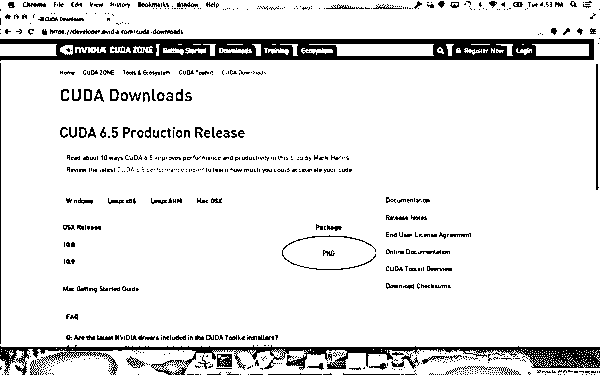 Chrome File Edit View History Bookmarks Window Help Tue 4:53 PM
CUDA Downloads
https://developer.nvidia.com/cuda-downloads
NVIDIA CUDA ZONE Getting Started Downloads Training Ecosystem Register Now Login
Home CUDA ZONE Tools & Ecosystem CUDA Toolkit CUDA Downloads
CUDA Downloads
CUDA 6.5 Production Release
Read about 10 ways CUDA 6.5 improves performance and productivity in this blog by Mark Harris
Review the latest CUDA 6.5 performance report to learn how much you could accelerate your code
Windows Linux x86 Linux ARM Mac OSX
OSX Release
10.8
10.9
Package
PKG
Mac Getting Started Guide
Documentation
Release Notes
End User License Agreement
Online Documentation
CUDA Toolkit Overview
Download Checksums
FAQ
Q: Are the latest NVIDIA drivers included in the CUDA Toolkit installers?